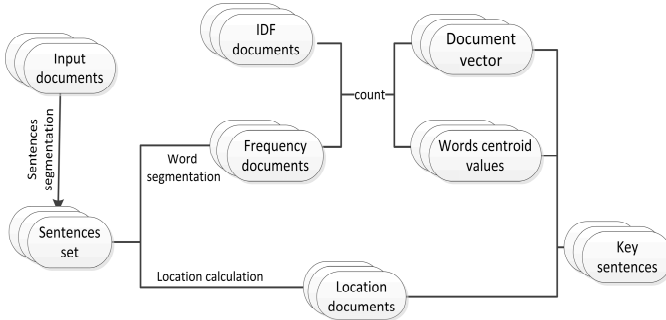 Input
documents
IDF
documents
Document
vector
count
Sentences
segmentation
Word
segmentation
Frequency
documents
Words centroid
values
Sentences
set
Location calculation
Location
documents
Key
sentences